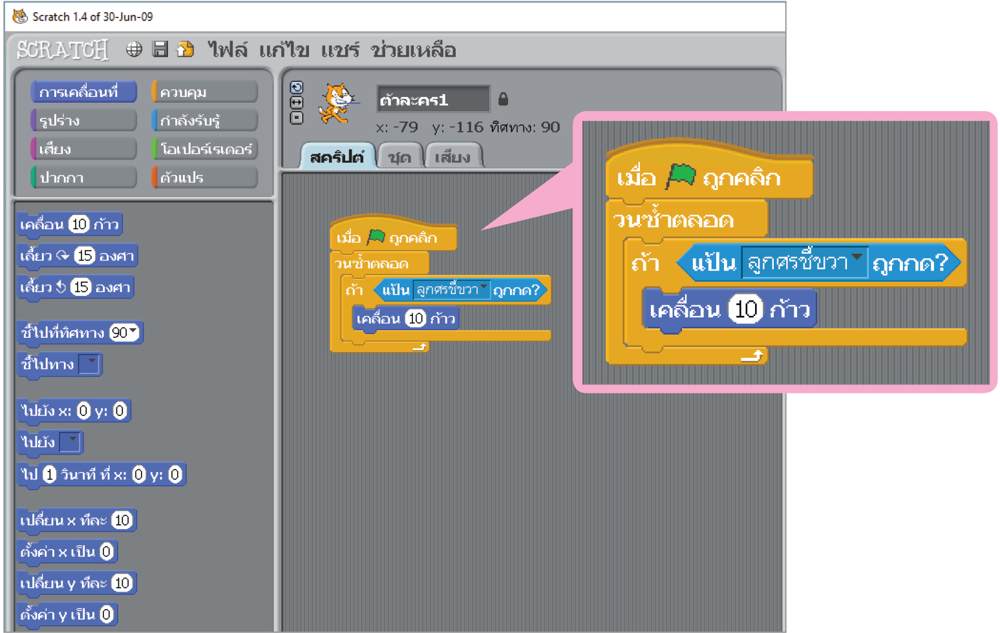 Scratch 1.4 of 30-Jun-09
SCRATCH ไฟล์ แก้ไข แชร์ ช่วยเหลือ
การเคลื่อนที่ ควบคุม
รูปร่าง กำลังรับรู้
เสียง โอเปอร์เรเตอร์
ปากกา ตัวแปร
เคลื่อน 10 ก้าว
เลี้ยว 15 องศา
เลี้ยว 15 องศา
ชี้ไปที่ทิศทาง 90
ชี้ไปทาง
ไปยัง x: 0 y: 0
ไปยัง
ไป 1 วินาที ที่ x: 0 y: 0
เปลี่ยน x ทีละ 10
ตั้งค่า x เป็น 0
เปลี่ยน y ทีละ 10
ตั้งค่า y เป็น 0
ตัวละคร1
x: -79 y: -116 ทิศทาง: 90
สคริปต์ ชุด เสียง
เมื่อ ถูกคลิก
วนซ้ำตลอด
ถ้า แป้น ลูกศรชี้ขวา ถูกกด?
เคลื่อน 10 ก้าว
เมื่อ ถูกคลิก
วนซ้ำตลอด
ถ้า แป้น ลูกศรชี้ขวา ถูกกด?
เคลื่อน 10 ก้าว